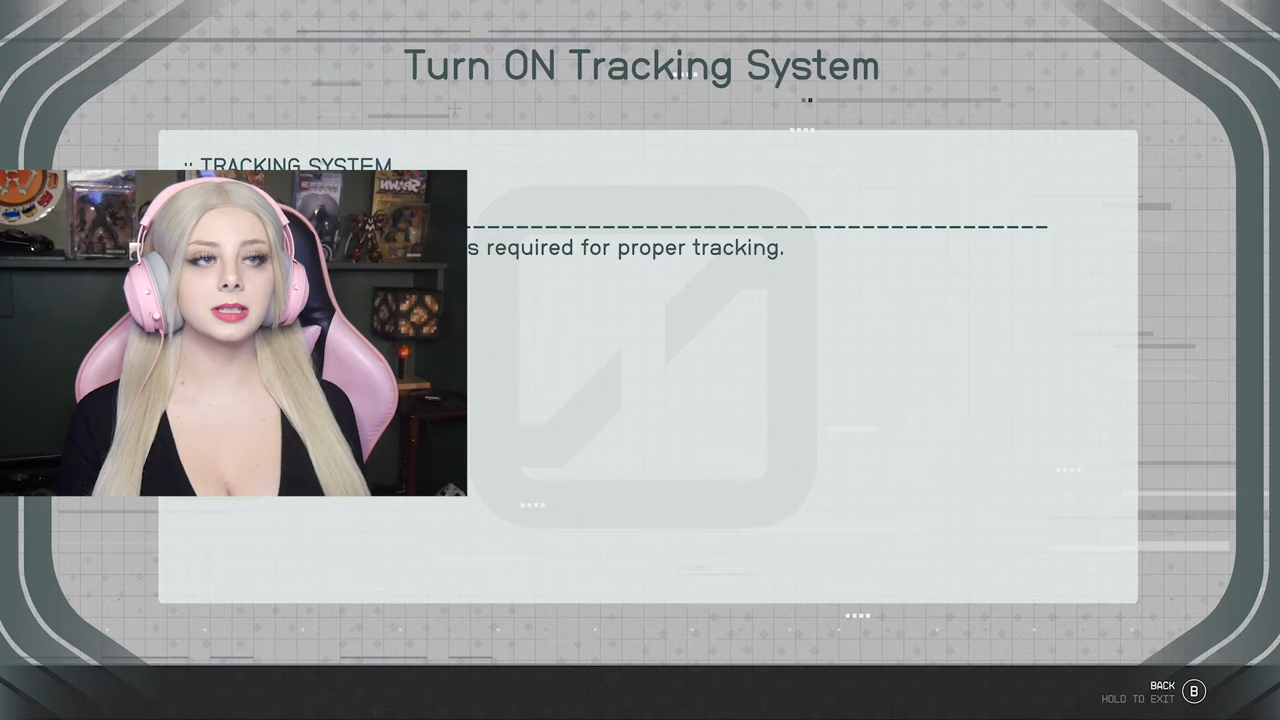 Turn ON Tracking System
:: TRACKING SYSTEM
s required for proper tracking.
BACK
HOLD TO EXIT
B